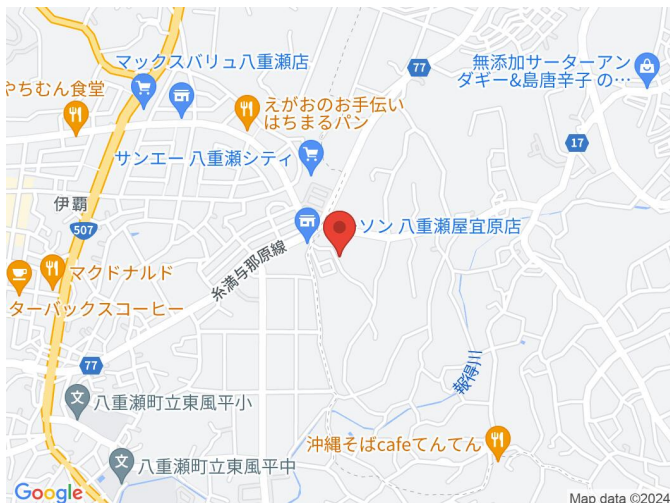 マックスバリュ八重瀬店
77
無添加サーターアン
ダギー&島唐辛子 の…
やちむん食堂
えがおのお手伝い
はちまるパン
17
サンエー 八重瀬シティ
伊覇
507
ソン 八重瀬屋宜原店
糸満与那原線
マクドナルド
ターバックスコーヒー
77
報得川
八重瀬町立東風平小
沖縄そばcafeてんてん
八重瀬町立東風平中
Google
Map data ©2024